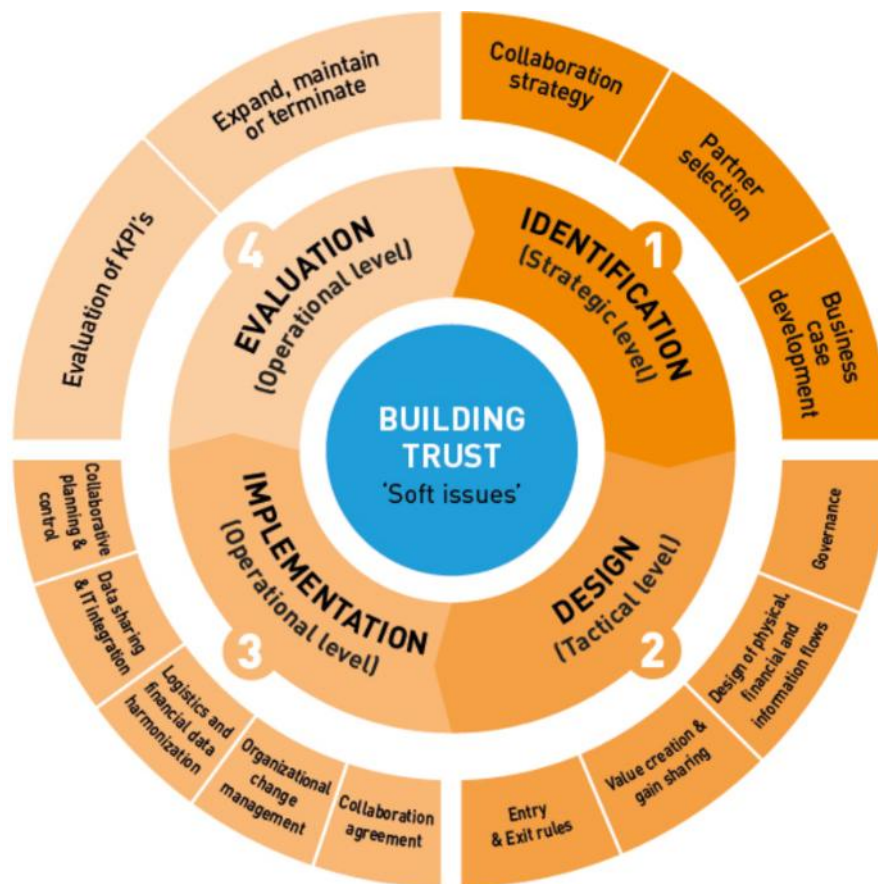 Collaboration
strategy
Partner
selection
Business
case
development
1
IDENTIFICATION
(Strategic level)
Governance
Design of physical,
financial and
information flows
Value creation &
gain sharing
Entry
& Exit rules
2
DESIGN
(Tactical level)
Collaboration
agreement
Organizational
change
management
Logistics and
financial data
harmonization
Data sharing
& IT integration
Collaborative
planning &
control
3
IMPLEMENTATION
(Operational level)
Evaluation of KPI's
Expand, maintain
or terminate
4
EVALUATION
(Operational level)
BUILDING
TRUST
'Soft issues'